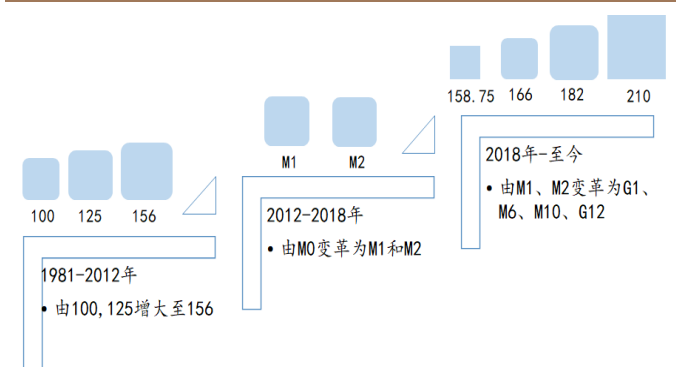 100 125 156
1981-2012年
• 由100,125增大至156
M1 M2
2012-2018年
• 由M0变革为M1和M2
158.75 166 182 210
2018年-至今
• 由M1、M2变革为G1、
M6、M10、G12